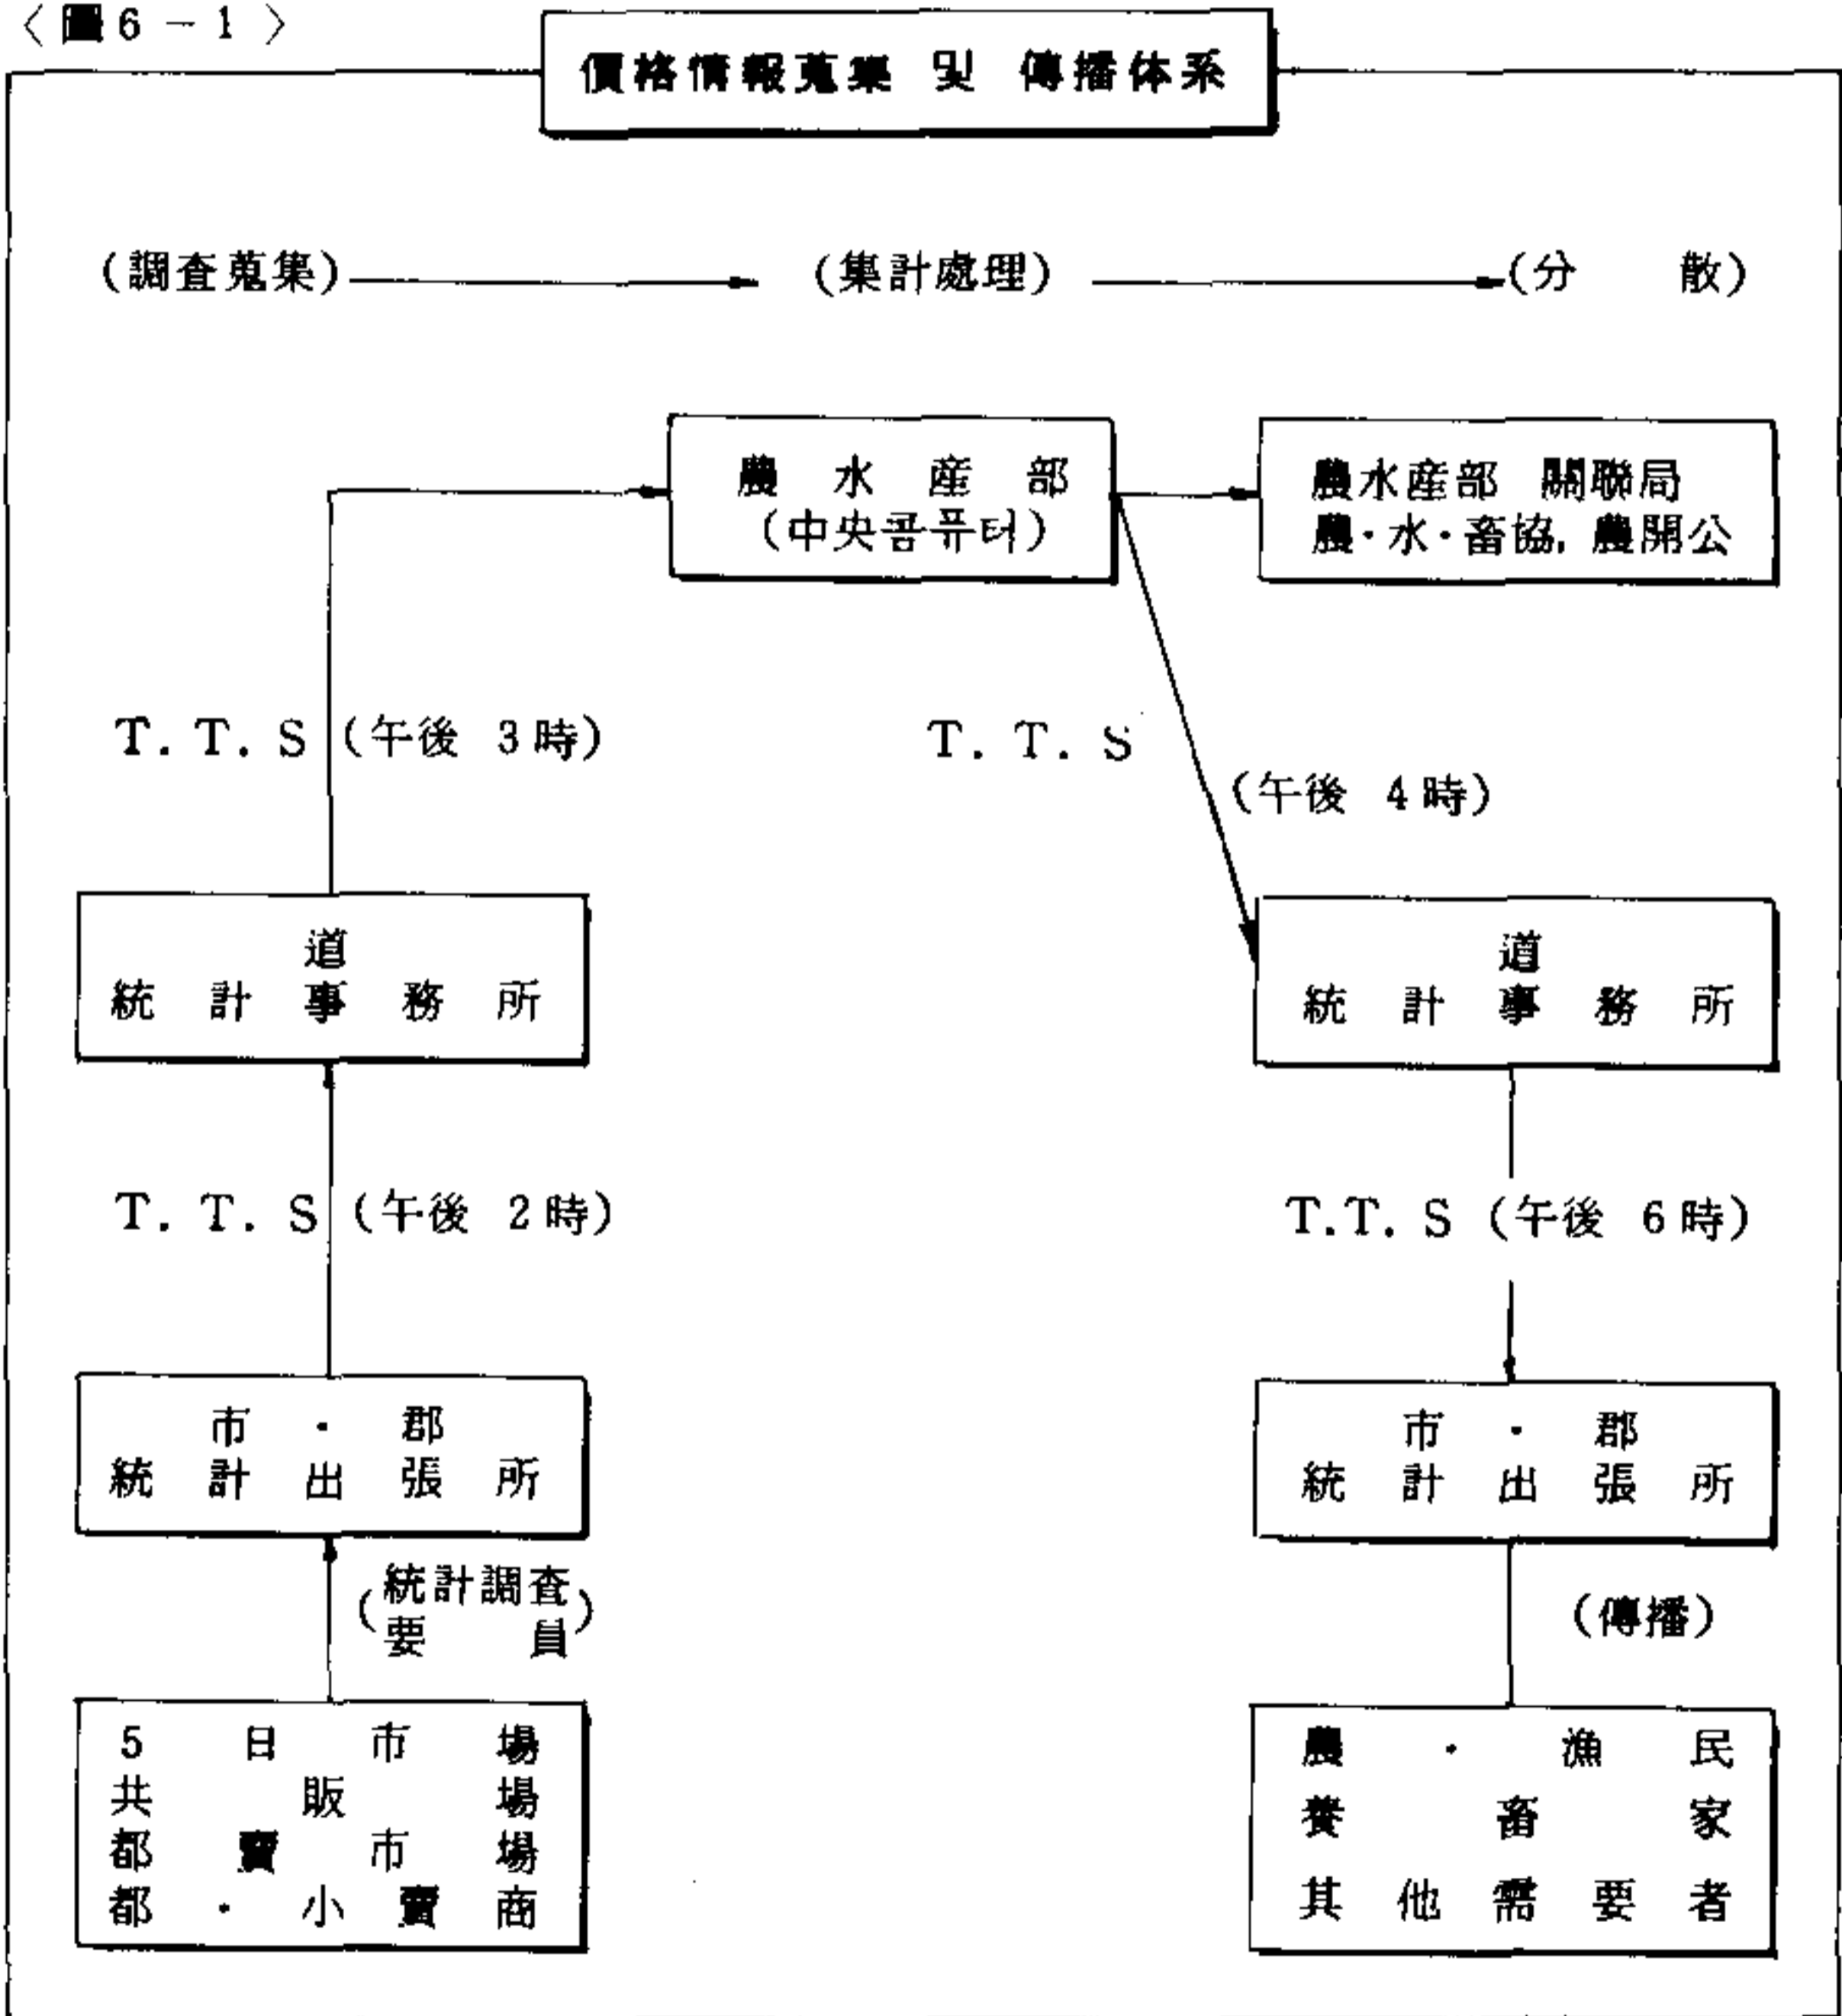 〈圖 6 － 1 〉
價格情報蒐集 및 傳播体系
(調査蒐集)
(集計處理)
(分 散)
農 水 産 部
(中央콤퓨터)
農水産部 關聯局
農·水·畜協, 農開公
T. T. S (午後 3時)
T. T. S
(午後 4時)
道
統 計 事 務 所
道
統 計 事 務 所
T. T. S (午後 2時)
T.T. S (午後 6時)
市 · 郡
統 計 出 張 所
市 · 郡
統 計 出 張 所
(統計調査
要 員)
(傳播)
5 日 市 場
共 販 場
都 賣 市 場
都 · 小 賣 商
農 · 漁 民
養 畜 家
其 他 需 要 者